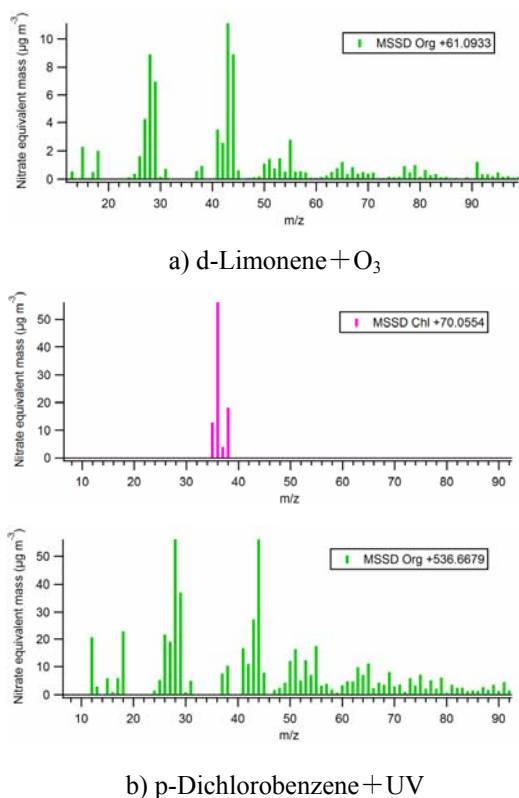 Nitrate equivalent mass (µg m⁻³)
10
8
6
4
2
0
MSSD Org +61.0933
20 30 40 50 60 70 80 90
m/z
a) d-Limonene＋O₃
Nitrate equivalent mass (µg m⁻³)
50
40
30
20
10
0
MSSD Chl +70.0554
10 20 30 40 50 60 70 80 90
m/z
Nitrate equivalent mass (µg m⁻³)
50
40
30
20
10
0
MSSD Org +536.6679
10 20 30 40 50 60 70 80 90
m/z
b) p-Dichlorobenzene＋UV